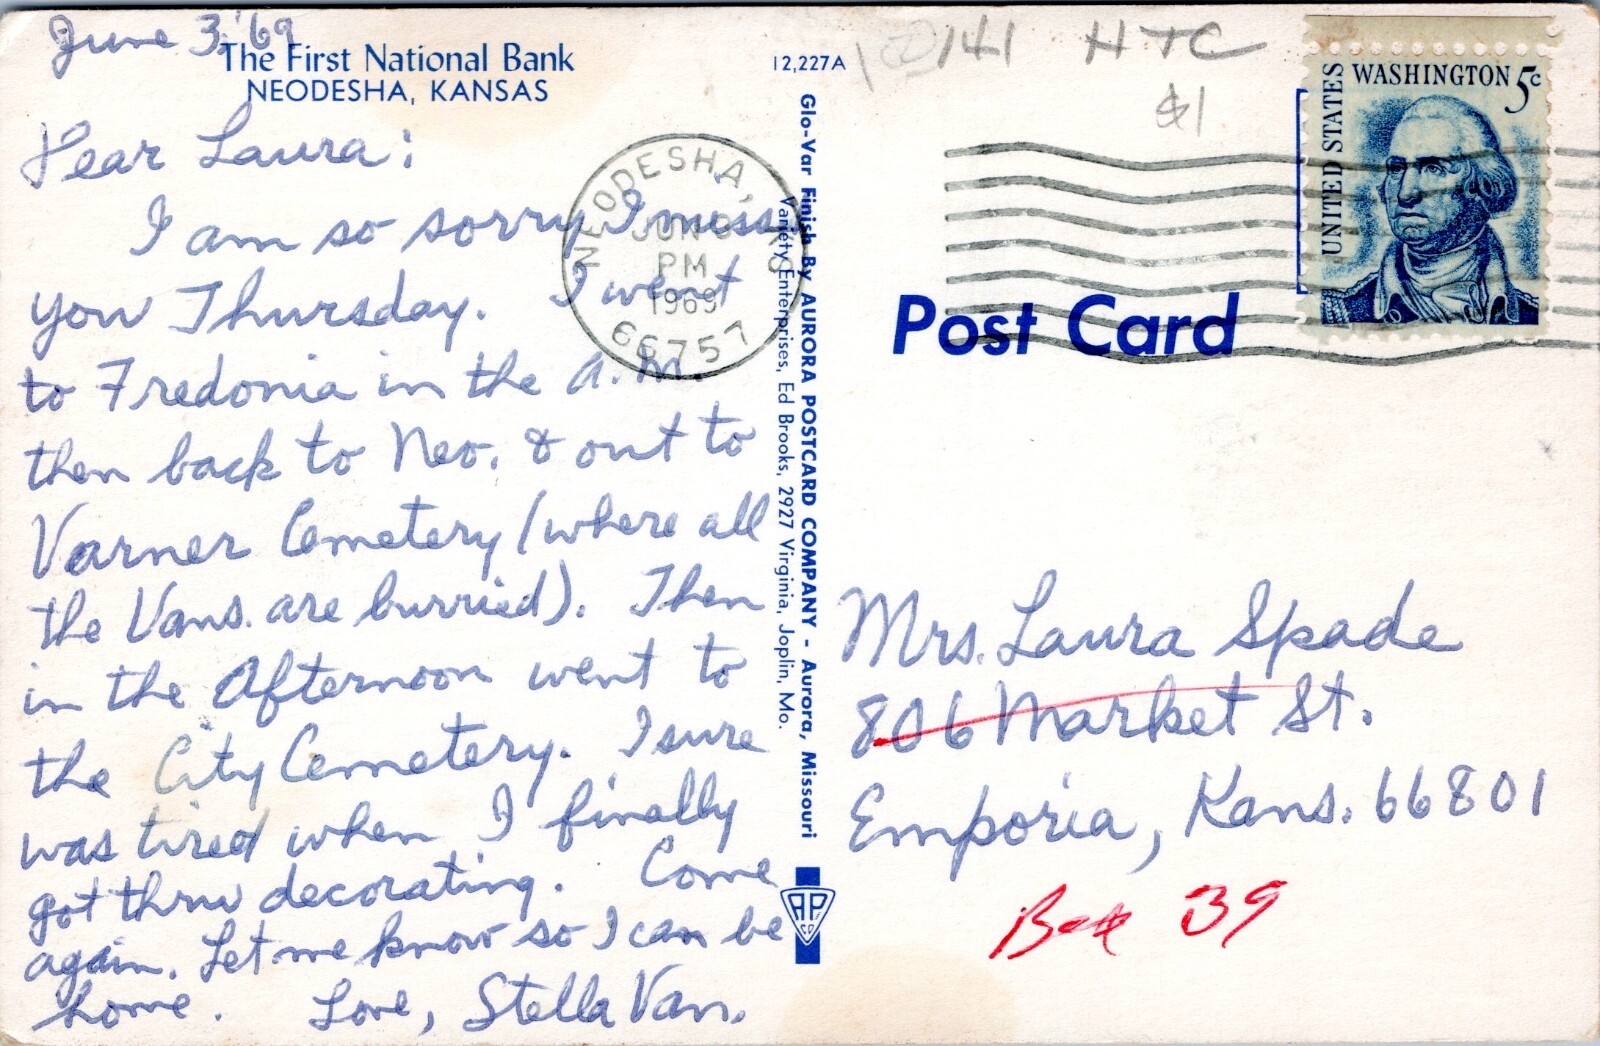 June 3, '69
The First National Bank
NEODESHA, KANSAS
Dear Laura:
I am so sorry I miss
you Thursday. I went
to Fredonia in the a.m.
then back to Neo. & out to
Varner Cemetery (where all
the Vans. are burried). Then
in the Afternoon went to
the City Cemetery. I sure
was tired when I finally
got thru decorating. Come
again. Let me know so I can be
home. Love, Stella Van.
NEODESHA, KS
JUN
PM
1969
66757
12,227A
Glo-Var Finish By AURORA POSTCARD COMPANY - Aurora, Missouri
Variety Enterprises, Ed Brooks, 2927 Virginia, Joplin, Mo.
APCO
141 HTC
$1
UNITED STATES
WASHINGTON 5c
Post Card
Mrs. Laura Spade
806 Market St.
Emporia, Kans. 66801
Box 39